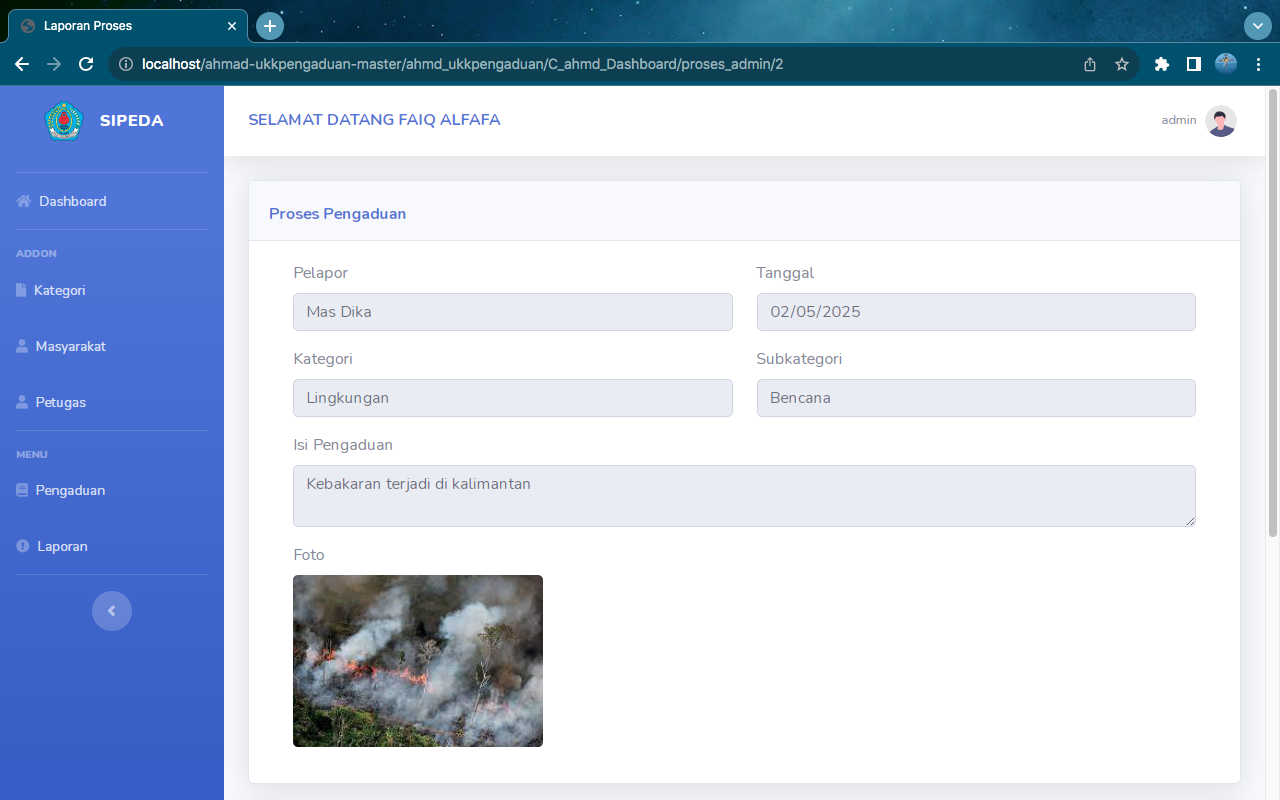 Laporan Proses
localhost/ahmad-ukkpengaduan-master/ahmd_ukkpengaduan/C_ahmd_Dashboard/proses_admin/2
SIPEDA
SELAMAT DATANG FAIQ ALFAFA
admin
Dashboard
ADDON
Kategori
Masyarakat
Petugas
MENU
Pengaduan
Laporan
Proses Pengaduan
Pelapor
Tanggal
Mas Dika
02/05/2025
Kategori
Subkategori
Lingkungan
Bencana
Isi Pengaduan
Kebakaran terjadi di kalimantan
Foto